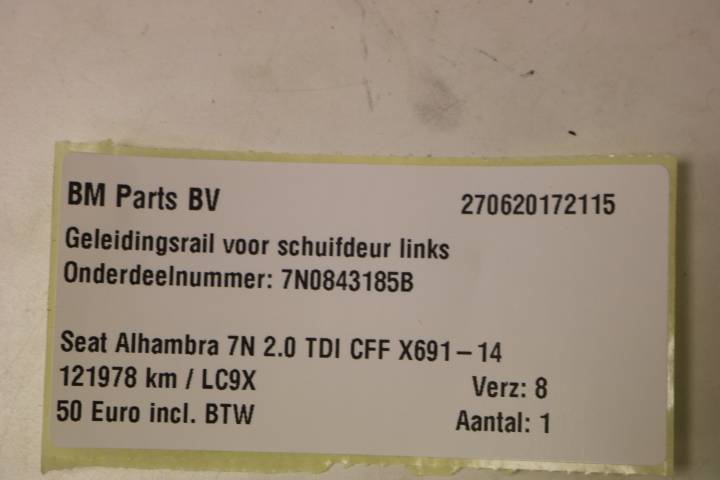 BM Parts BV 270620172115
Geleidingsrail voor schuifdeur links
Onderdeelnummer: 7N0843185B
Seat Alhambra 7N 2.0 TDI CFF X691-14
121978 km / LC9X Verz: 8
50 Euro incl. BTW Aantal: 1